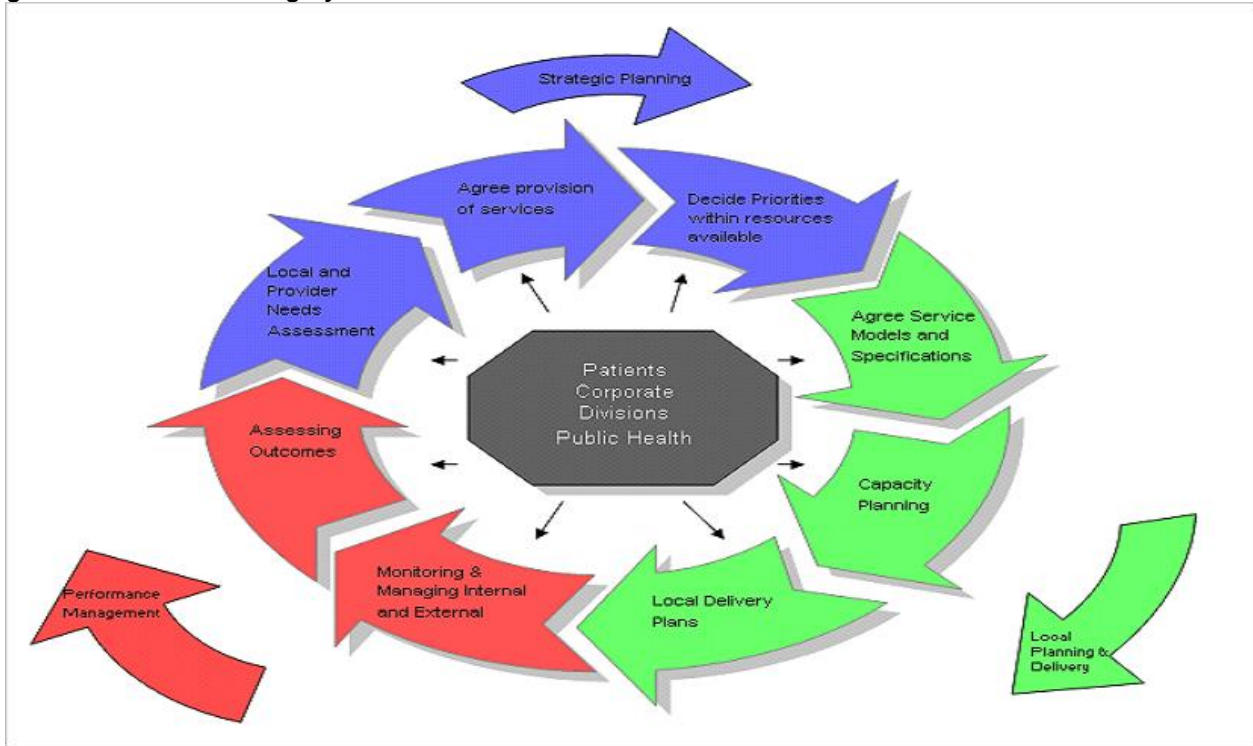 Strategic Planning
Agree provision
of services
Decide Priorities
within resources
available
Local and
Provider
Needs
Assessment
Agree Service
Models and
Specifications
Patients
Corporate
Divisions
Public Health
Assessing
Outcomes
Capacity
Planning
Monitoring &
Managing Internal
and External
Local Delivery
Plans
Performance
Management
Local
Planning &
Delivery